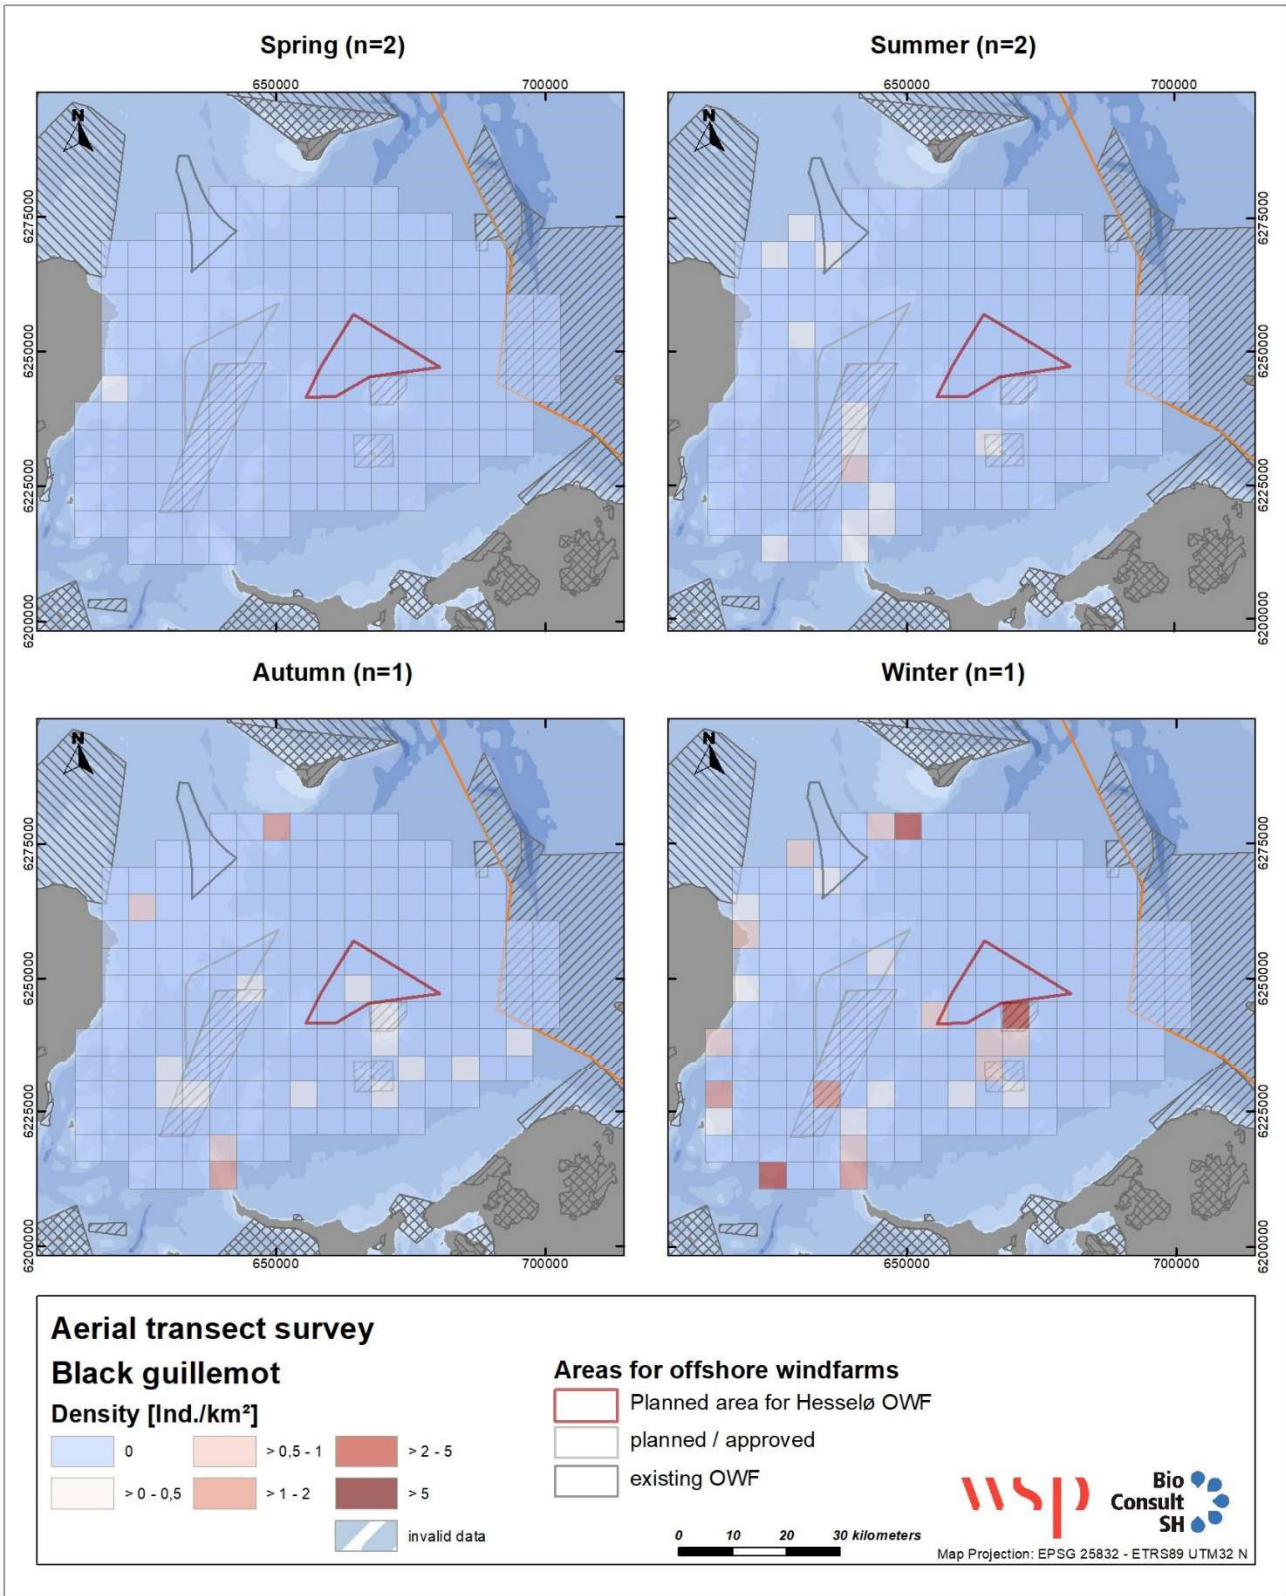 Spring (n=2)
Summer (n=2)
650000
700000
650000
700000
N
N
6275000
6250000
6225000
6200000
6275000
6250000
6225000
6200000
Autumn (n=1)
Winter (n=1)
N
N
6275000
6250000
6225000
6200000
6275000
6250000
6225000
6200000
650000
700000
650000
700000
Aerial transect survey
Black guillemot
Density [Ind./km²]
0
> 0 - 0,5
> 0,5 - 1
> 1 - 2
> 2 - 5
> 5
invalid data
Areas for offshore windfarms
Planned area for Hesselø OWF
planned / approved
existing OWF
0 10 20 30 kilometers
wsp
Bio
Consult
SH
Map Projection: EPSG 25832 - ETRS89 UTM32 N